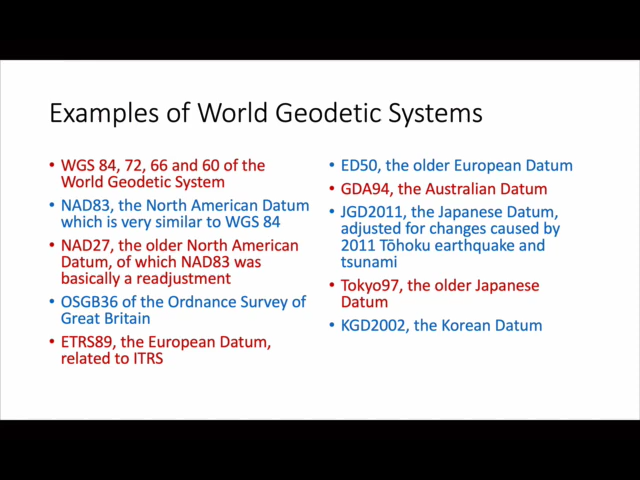 Examples of World Geodetic Systems
• WGS 84, 72, 66 and 60 of the
World Geodetic System
• NAD83, the North American Datum
which is very similar to WGS 84
• NAD27, the older North American
Datum, of which NAD83 was
basically a readjustment
• OSGB36 of the Ordnance Survey of
Great Britain
• ETRS89, the European Datum,
related to ITRS
• ED50, the older European Datum
• GDA94, the Australian Datum
• JGD2011, the Japanese Datum,
adjusted for changes caused by
2011 Tōhoku earthquake and
tsunami
• Tokyo97, the older Japanese
Datum
• KGD2002, the Korean Datum